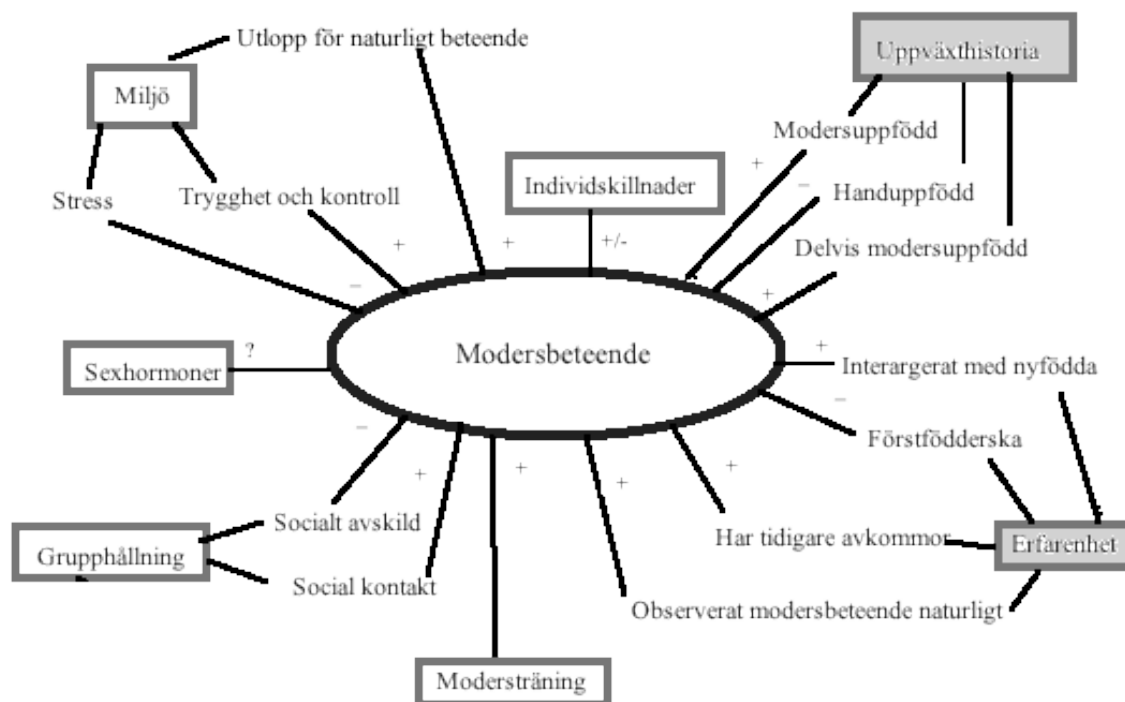 Utlopp för naturligt beteende
Uppväxthistoria
Miljö
Modersuppfödd
+
Individskillnader
–
Handuppfödd
Stress
Trygghet och kontroll
+
+
+/-
Delvis modersuppfödd
–
+
Modersbeteende
?
Sexhormoner
+
Interargerat med nyfödda
–
Förstfödderska
–
+
+
+
+
Socialt avskild
Har tidigare avkommor
Erfarenhet
Grupphållning
Social kontakt
Observerat modersbeteende naturligt
Modersträning